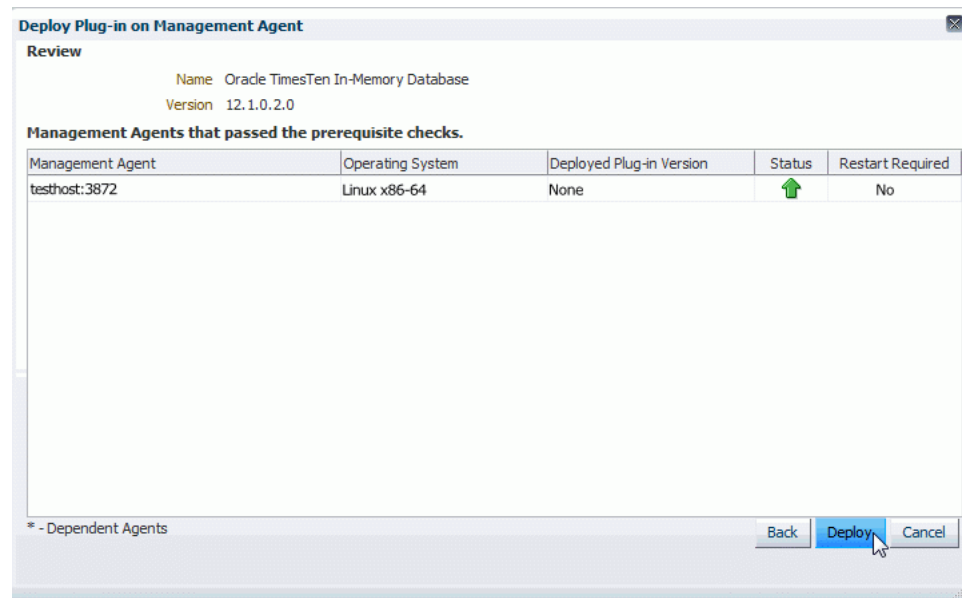 Deploy Plug-in on Management Agent
Review
Name Oracle TimesTen In-Memory Database
Version 12.1.0.2.0
Management Agents that passed the prerequisite checks.
Management Agent Operating System Deployed Plug-in Version Status Restart Required
testhost:3872 Linux x86-64 None No
* - Dependent Agents
Back Deploy Cancel